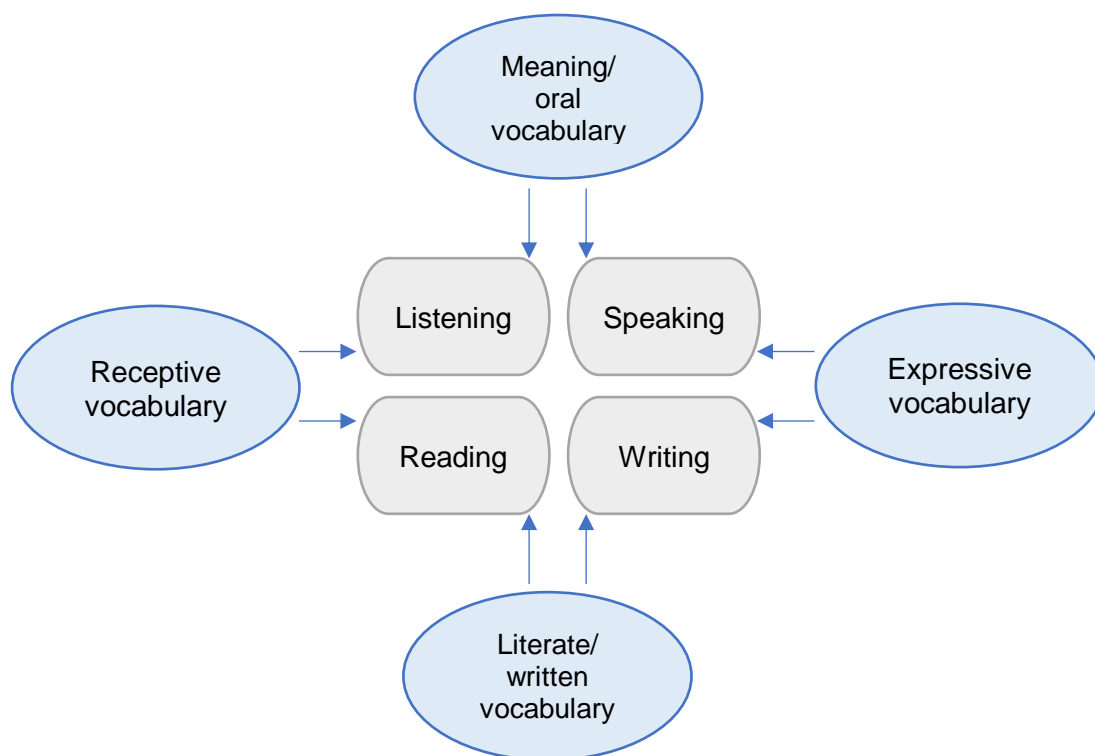 Meaning/
oral
vocabulary
Listening
Speaking
Receptive
vocabulary
Expressive
vocabulary
Reading
Writing
Literate/
written
vocabulary